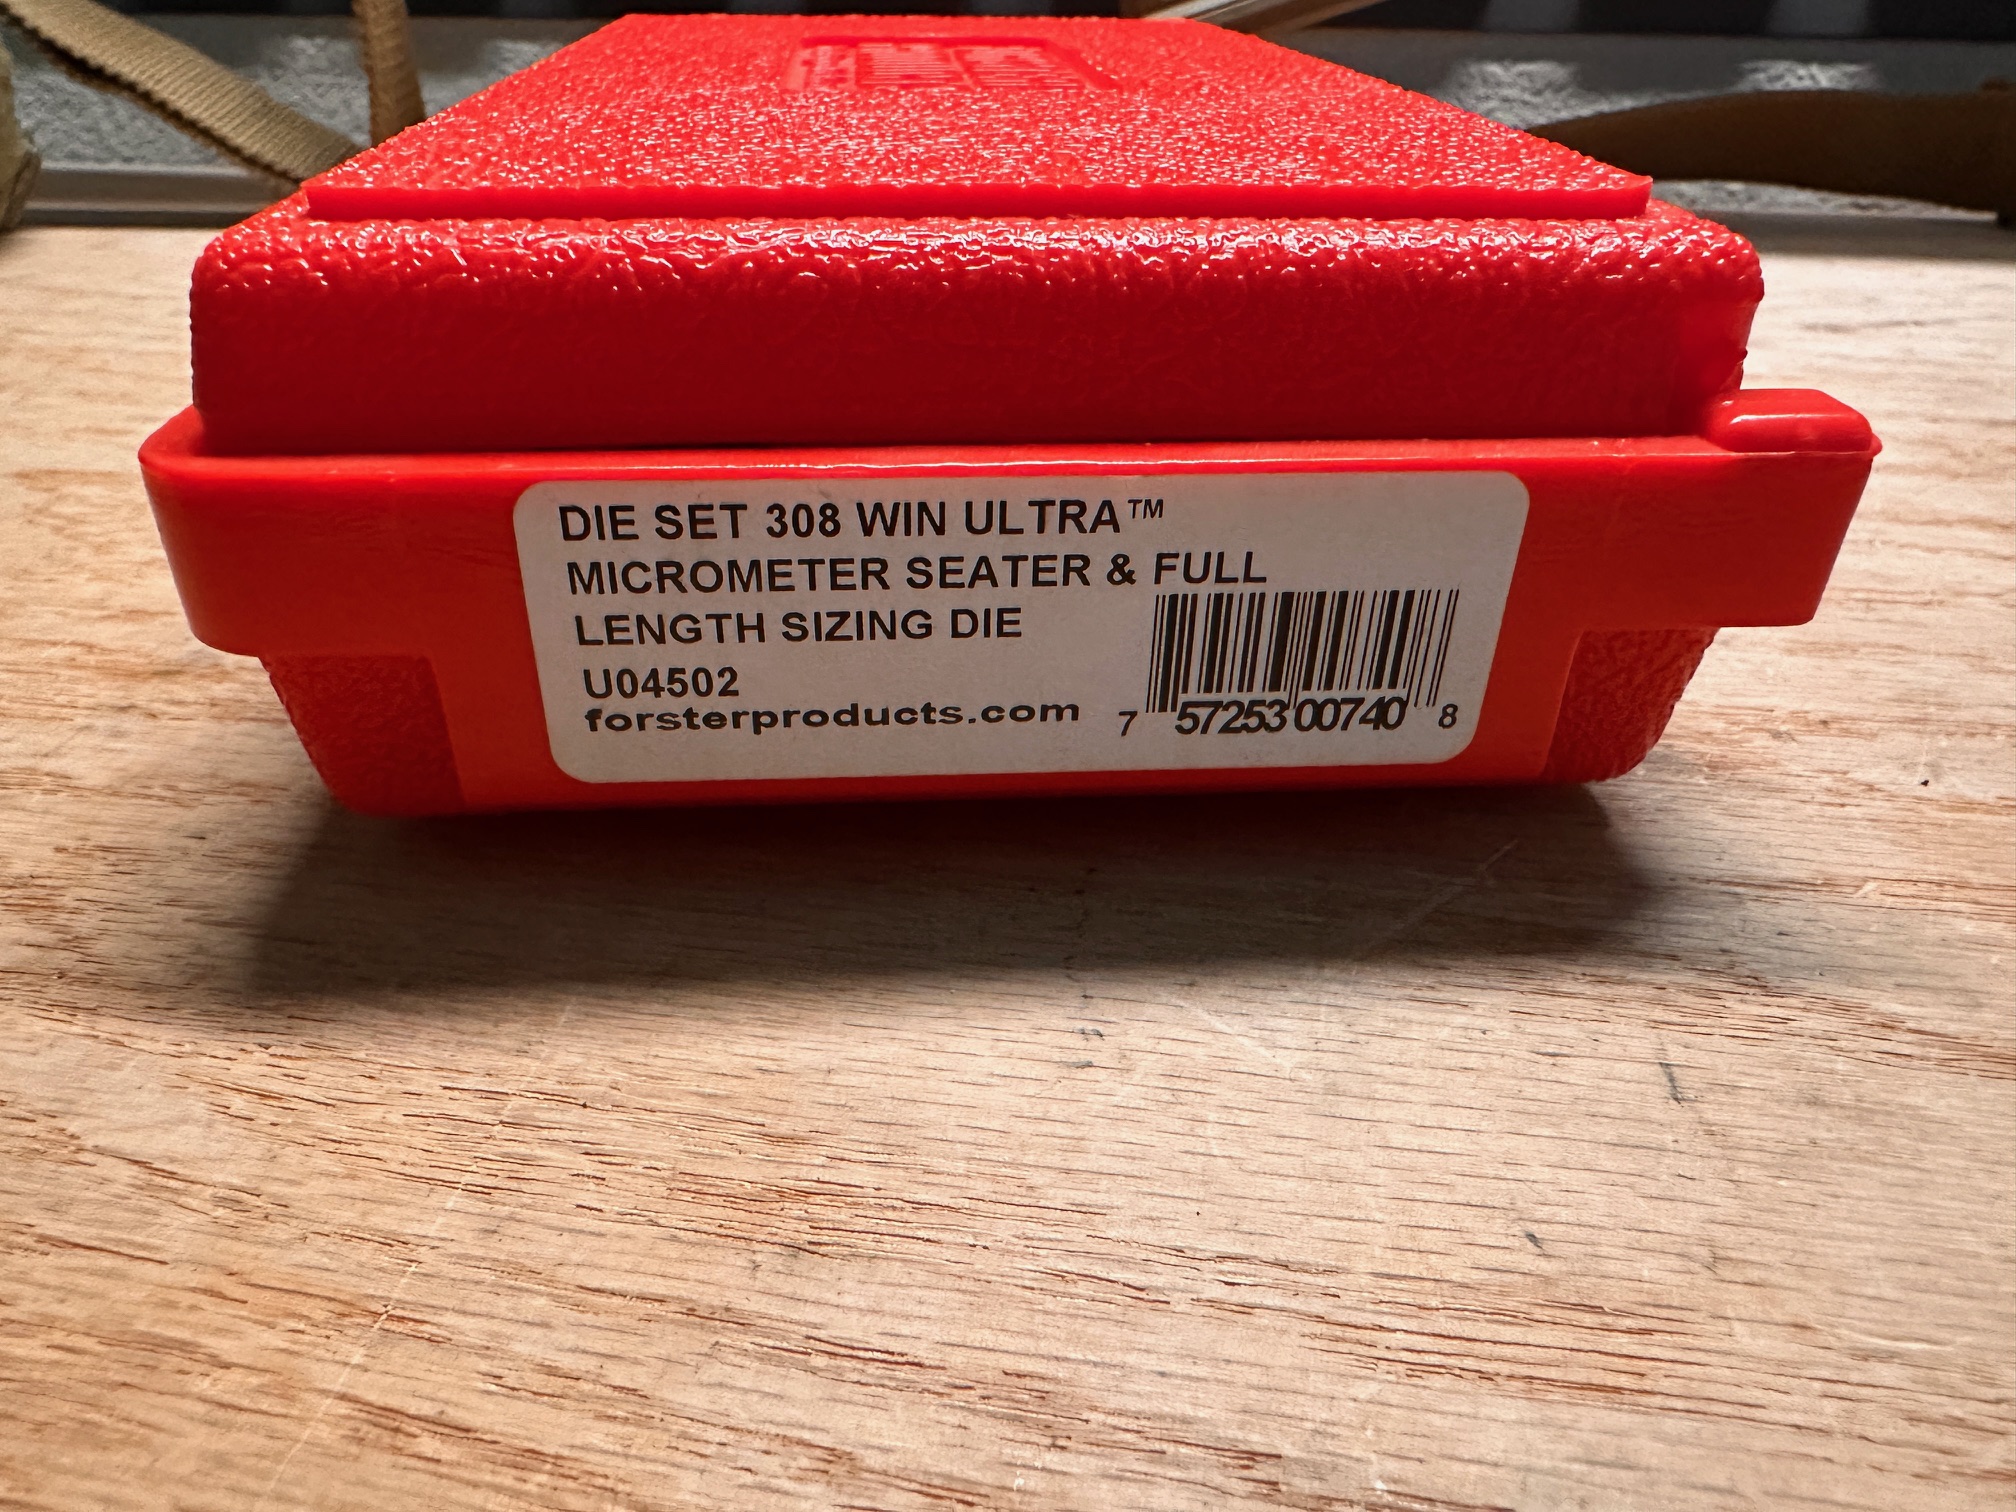 DIE SET 308 WIN ULTRA™
MICROMETER SEATER & FULL
LENGTH SIZING DIE
U04502
forsterproducts.com
7 57253 00740 8